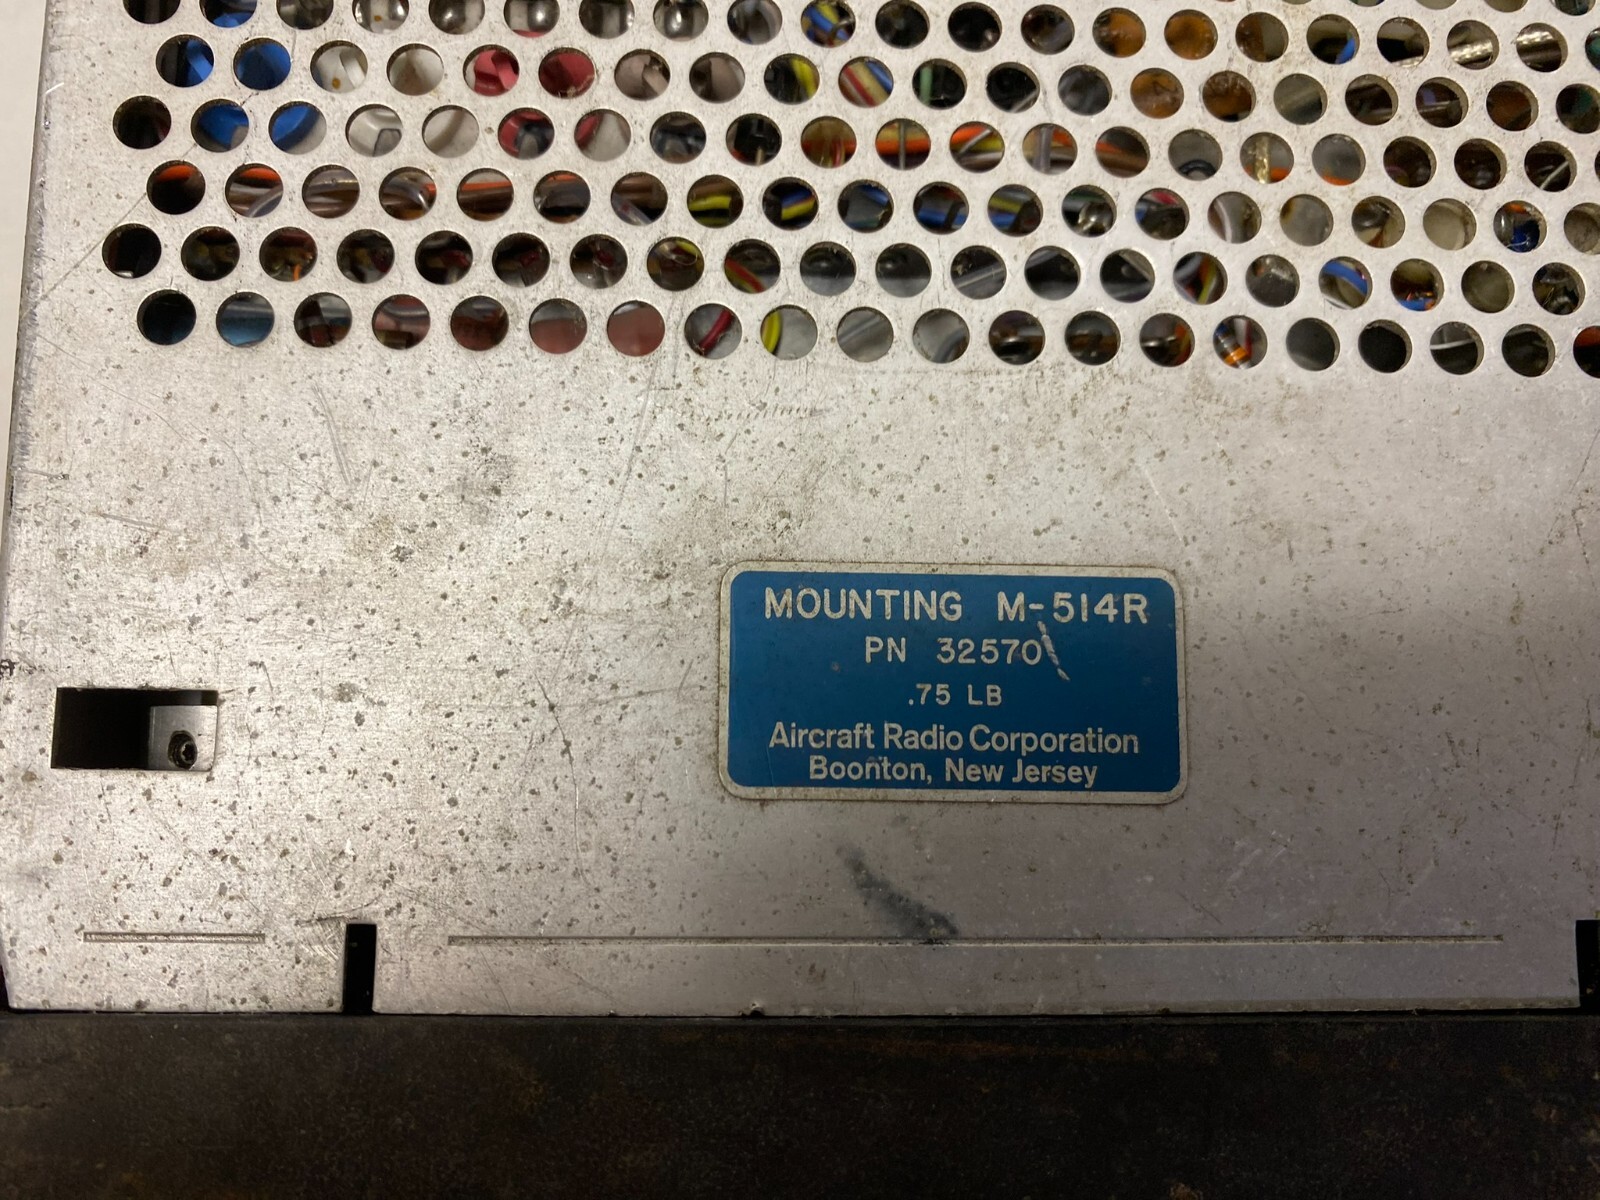 MOUNTING M-514R
PN 32570
.75 LB
Aircraft Radio Corporation
Boonton, New Jersey